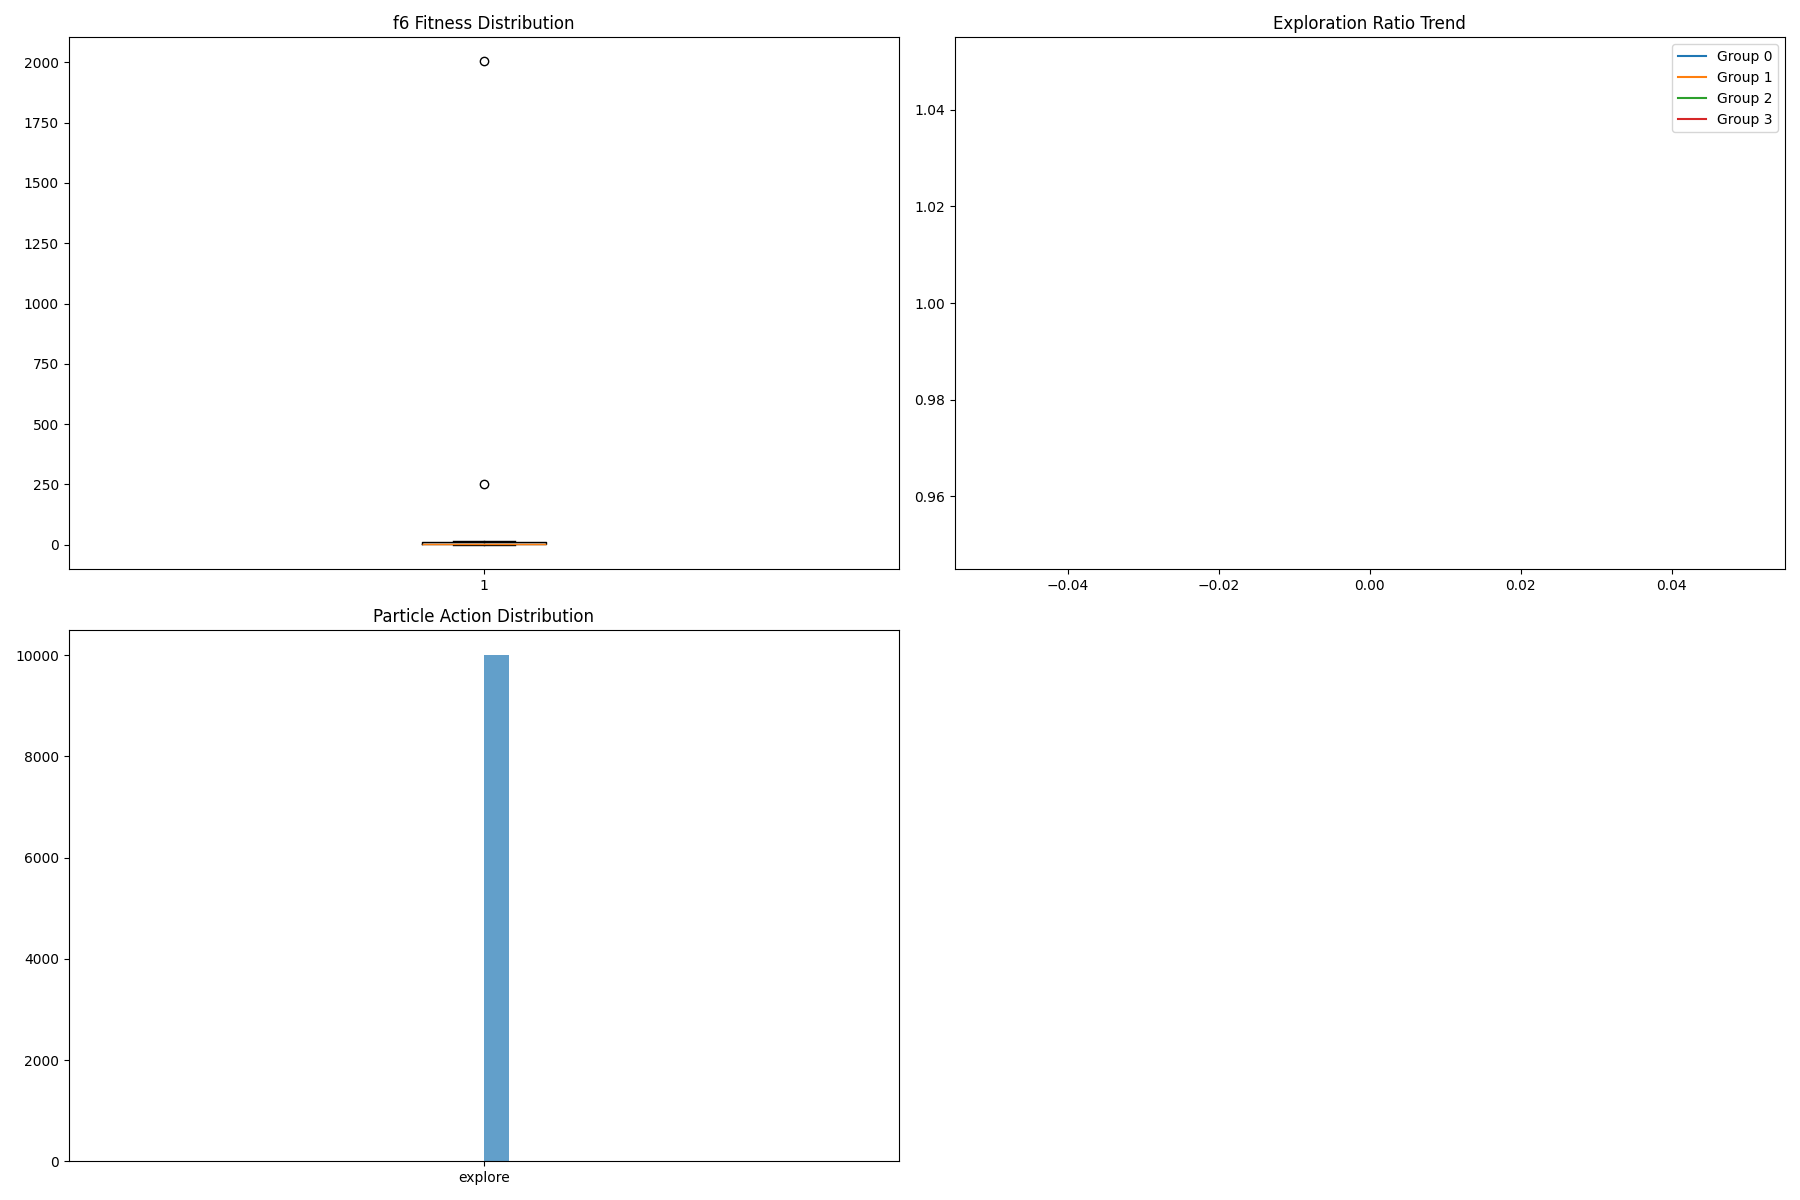 f6 Fitness Distribution
2000
1750
1500
1250
1000
750
500
250
0
1
Exploration Ratio Trend
1.04
1.02
1.00
0.98
0.96
−0.04 −0.02 0.00 0.02 0.04
Group 0
Group 1
Group 2
Group 3
Particle Action Distribution
10000
8000
6000
4000
2000
0
explore